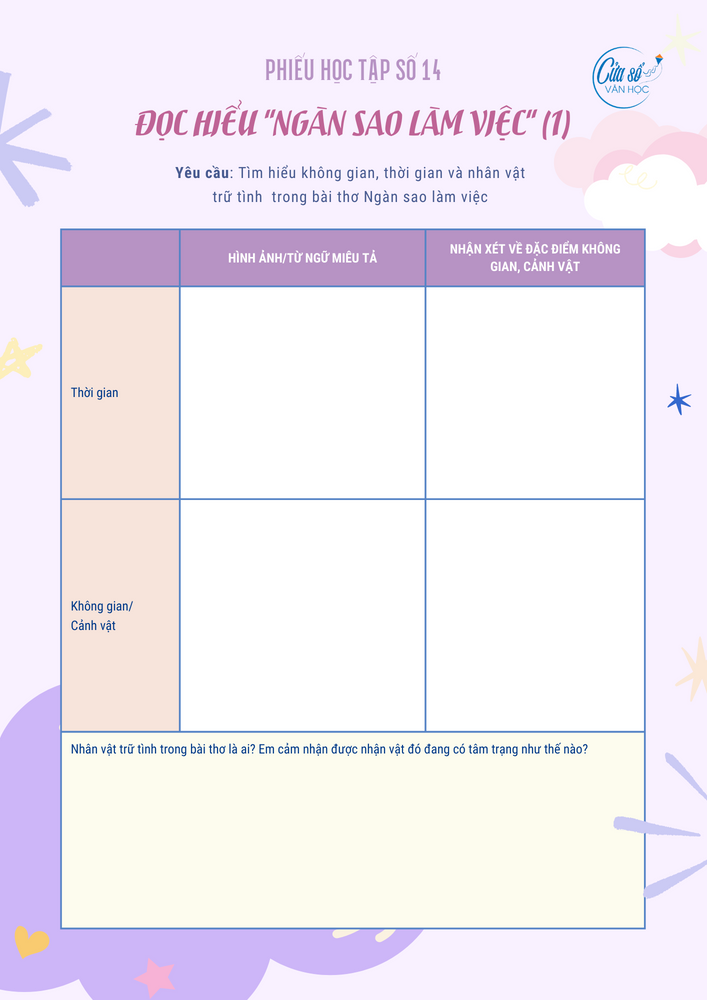 PHIẾU HỌC TẬP SỐ 14
Cửa sổ
VĂN HỌC
ĐỌC HIỂU "NGÀN SAO LÀM VIỆC" (1)
Yêu cầu: Tìm hiểu không gian, thời gian và nhân vật
trữ tình trong bài thơ Ngàn sao làm việc
HÌNH ẢNH/TỪ NGỮ MIÊU TẢ
NHẬN XÉT VỀ ĐẶC ĐIỂM KHÔNG
GIAN, CẢNH VẬT
Thời gian
Không gian/
Cảnh vật
Nhân vật trữ tình trong bài thơ là ai? Em cảm nhận được nhận vật đó đang có tâm trạng như thế nào?